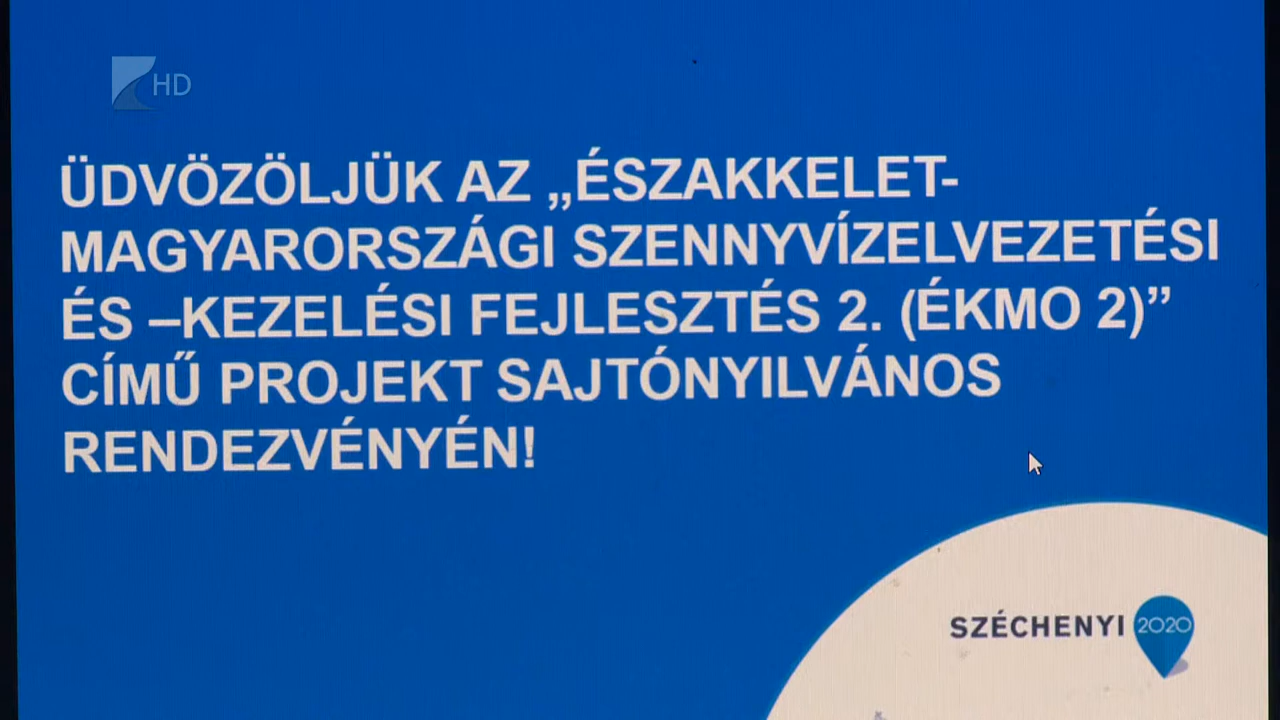 HD
ÜDVÖZÖLJÜK AZ „ÉSZAKKELET-
MAGYARORSZÁGI SZENNYVÍZELVEZETÉSI
ÉS –KEZELÉSI FEJLESZTÉS 2. (ÉKMO 2)”
CÍMŰ PROJEKT SAJTÓNYILVÁNOS
RENDEZVÉNYÉN!
SZÉCHENYI 2020